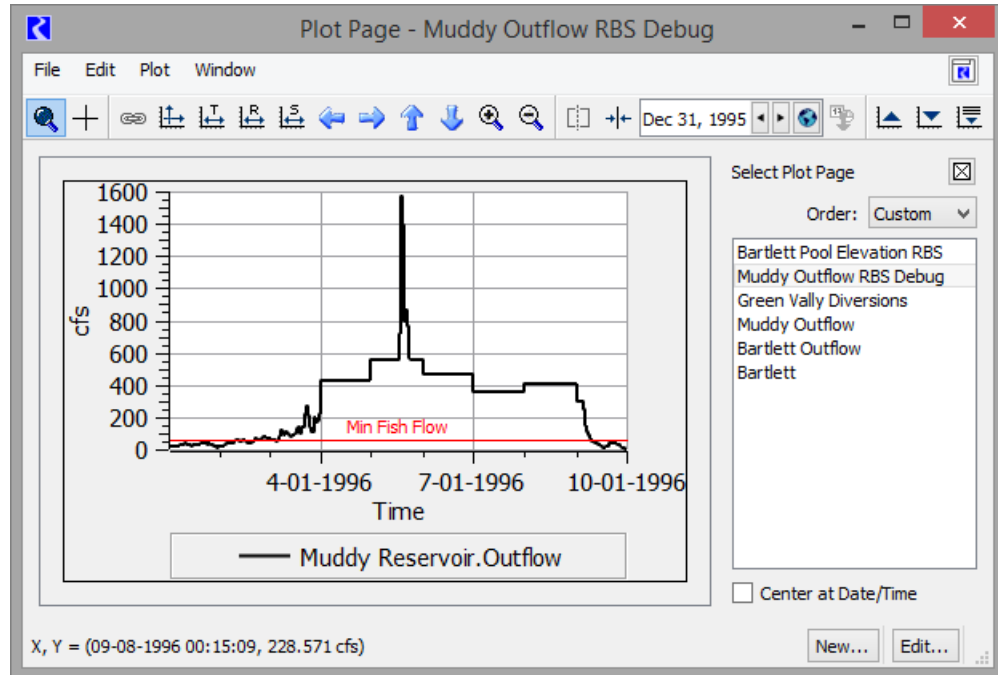 Plot Page - Muddy Outflow RBS Debug
File Edit Plot Window
T R S Dec 31, 1995
Select Plot Page
Order: Custom
Bartlett Pool Elevation RBS
Muddy Outflow RBS Debug
Green Vally Diversions
Muddy Outflow
Bartlett Outflow
Bartlett
1600
1400
1200
1000
800
600
400
200
0
cfs
Min Fish Flow
4-01-1996 7-01-1996 10-01-1996
Time
Muddy Reservoir.Outflow
Center at Date/Time
X, Y = (09-08-1996 00:15:09, 228.571 cfs)
New... Edit...